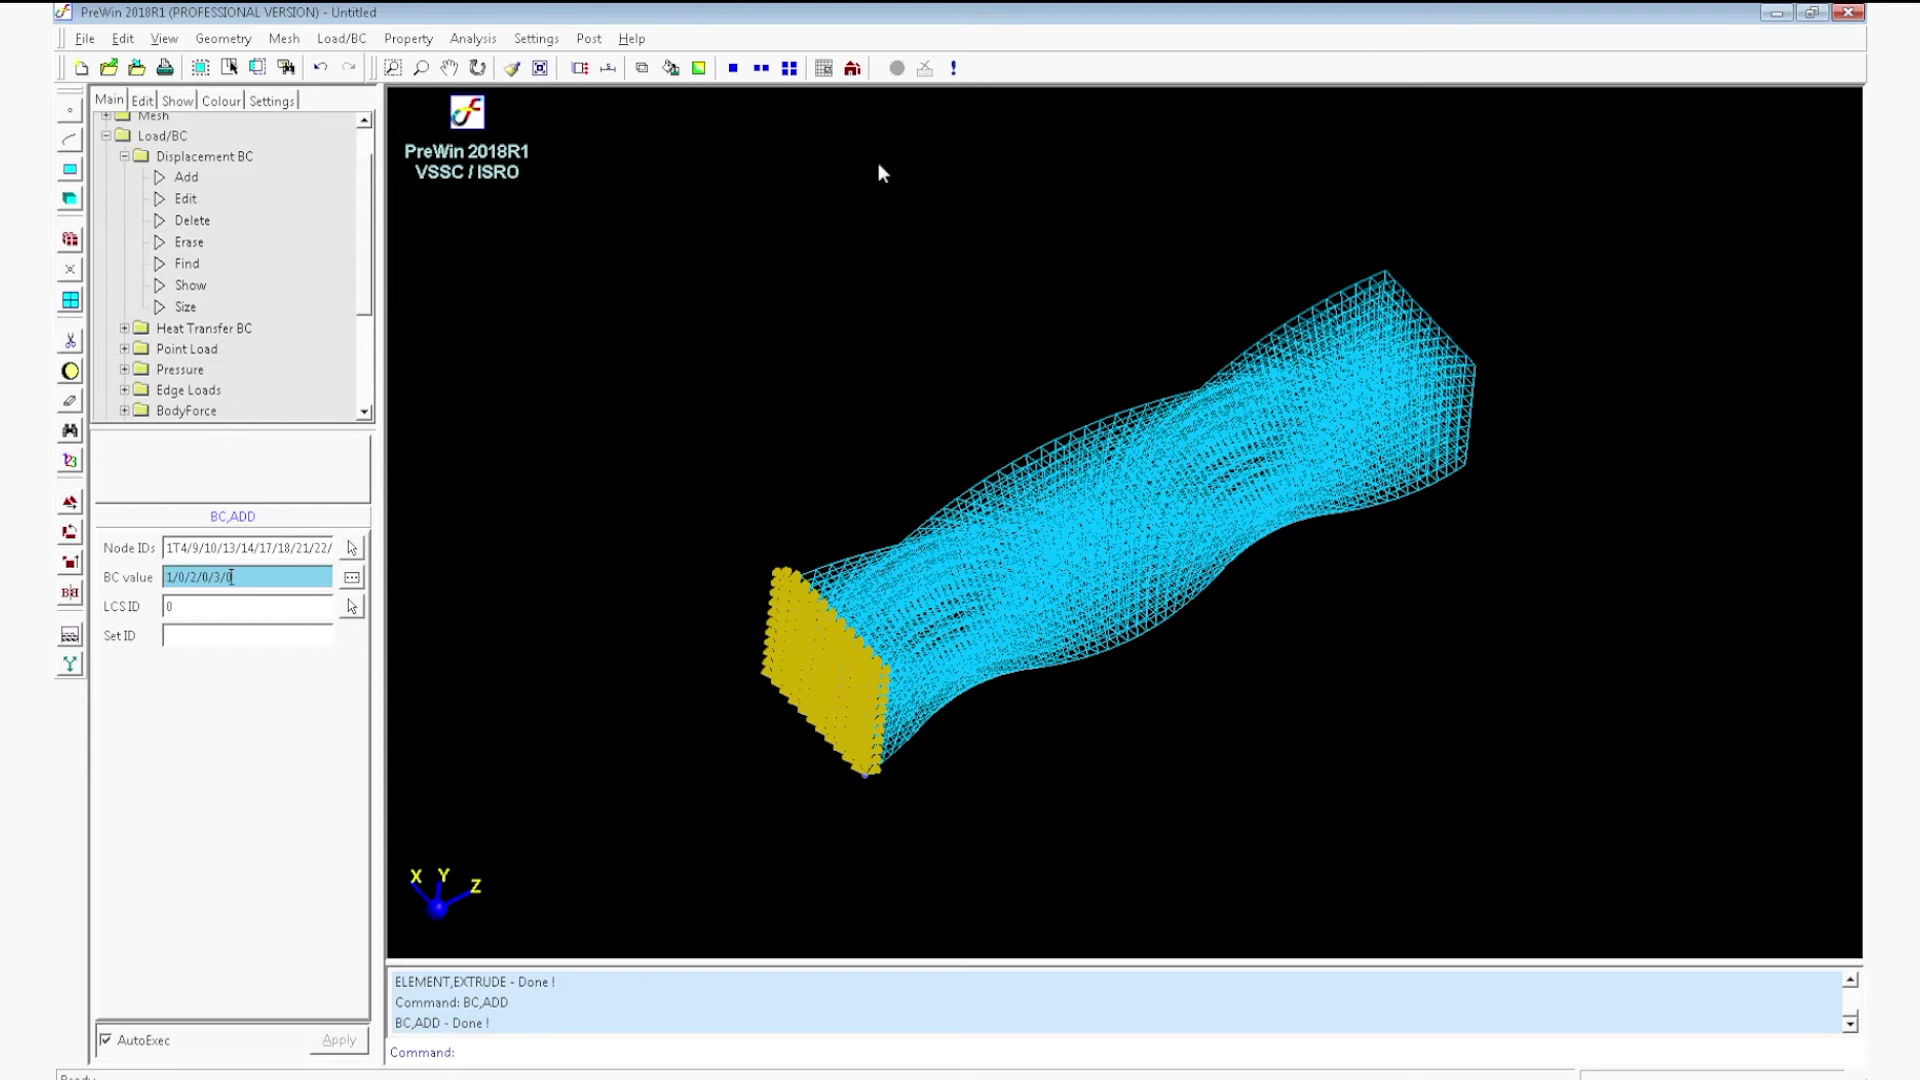 PreWin 2018R1 (PROFESSIONAL VERSION) - Untitled
File Edit View Geometry Mesh Load/BC Property Analysis Settings Post Help
Main Edit Show Colour Settings
Mesh
Load/BC
Displacement BC
Add
Edit
Delete
Erase
Find
Show
Size
Heat Transfer BC
Point Load
Pressure
Edge Loads
BodyForce
BC,ADD
Node IDs 1T4/9/10/13/14/17/18/21/22/
BC value 1/0/2/0/3/0
LCS ID 0
Set ID
AutoExec Apply
PreWin 2018R1
VSSC / ISRO
X Y Z
ELEMENT,EXTRUDE - Done !
Command: BC,ADD
BC,ADD - Done !
Command: